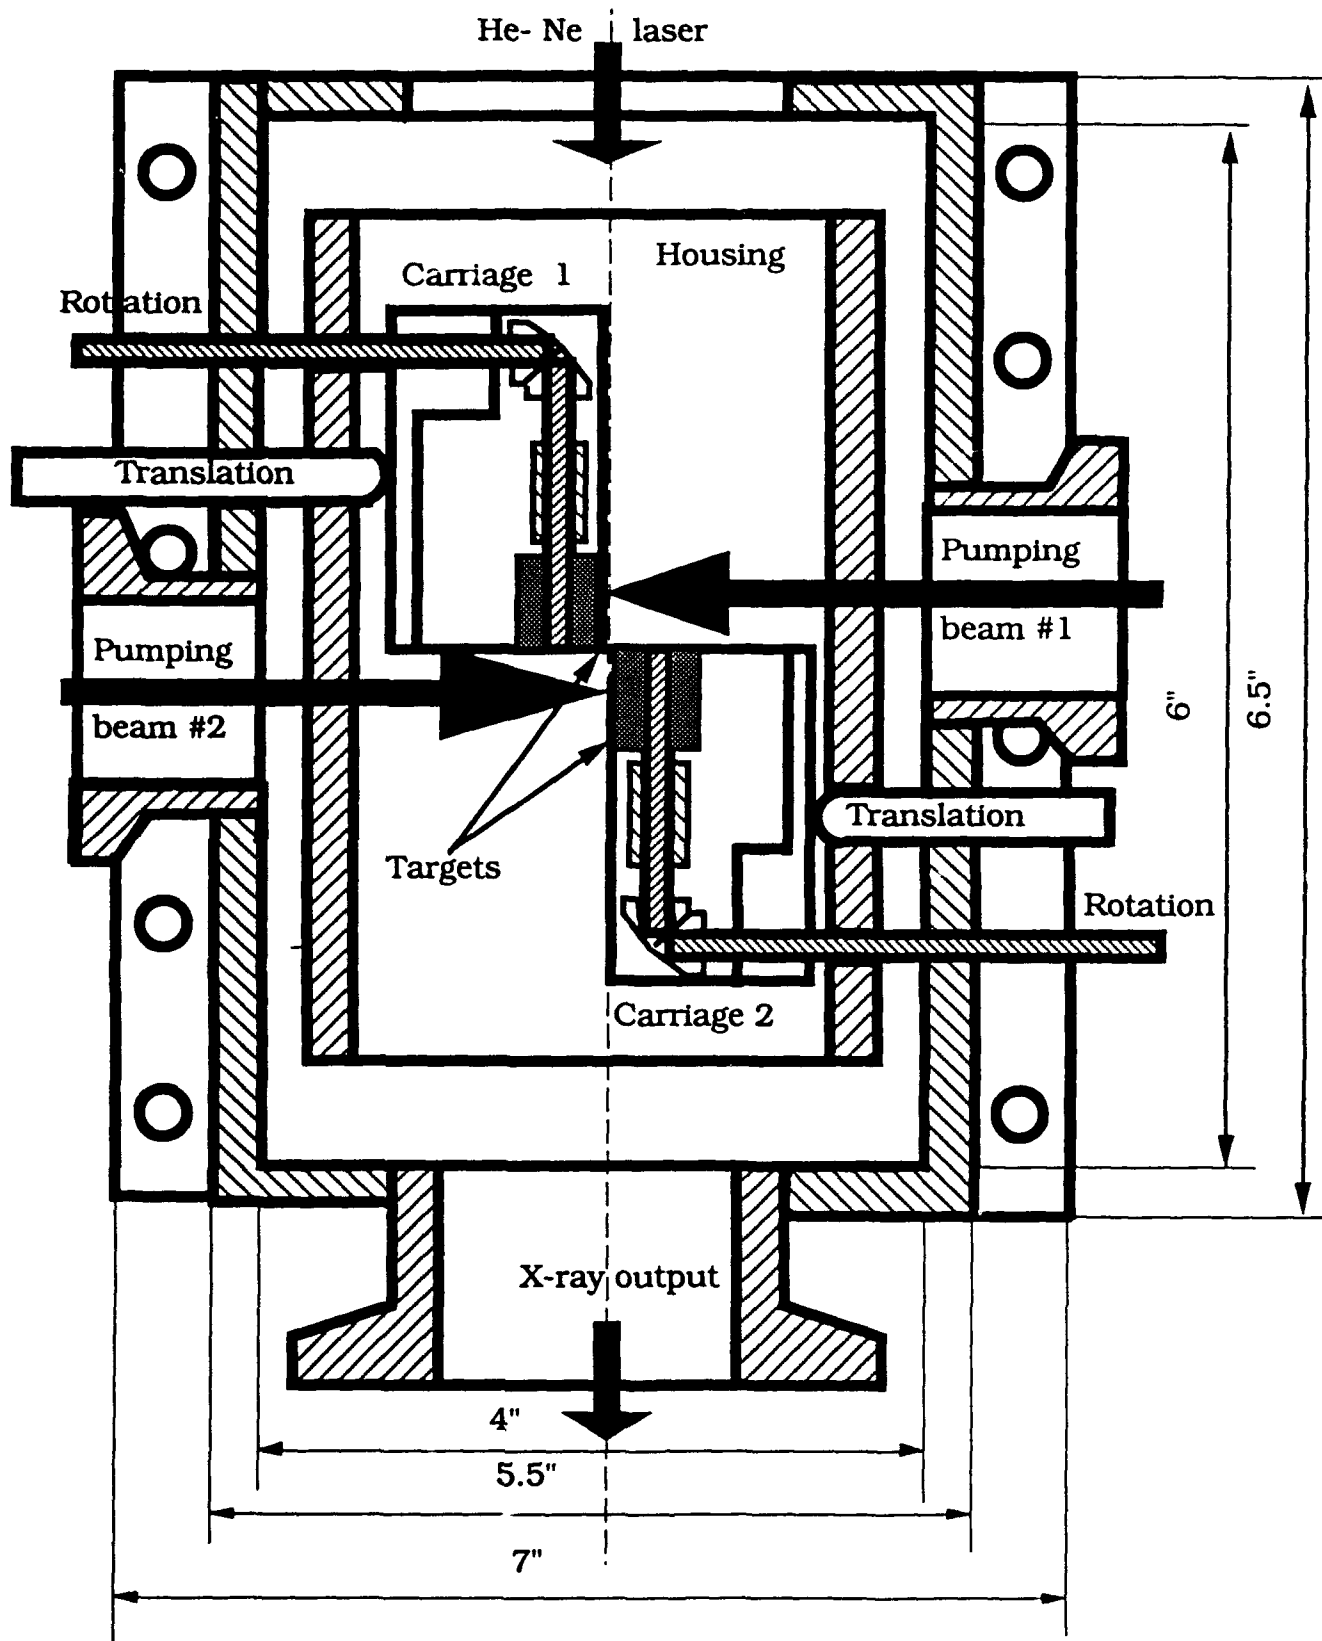 He- Ne laser
Housing
Carriage 1
Rotation
Translation
Pumping
beam #1
Pumping
beam #2
6"
6.5"
Translation
Targets
Rotation
Carriage 2
X-ray output
4"
5.5"
7"